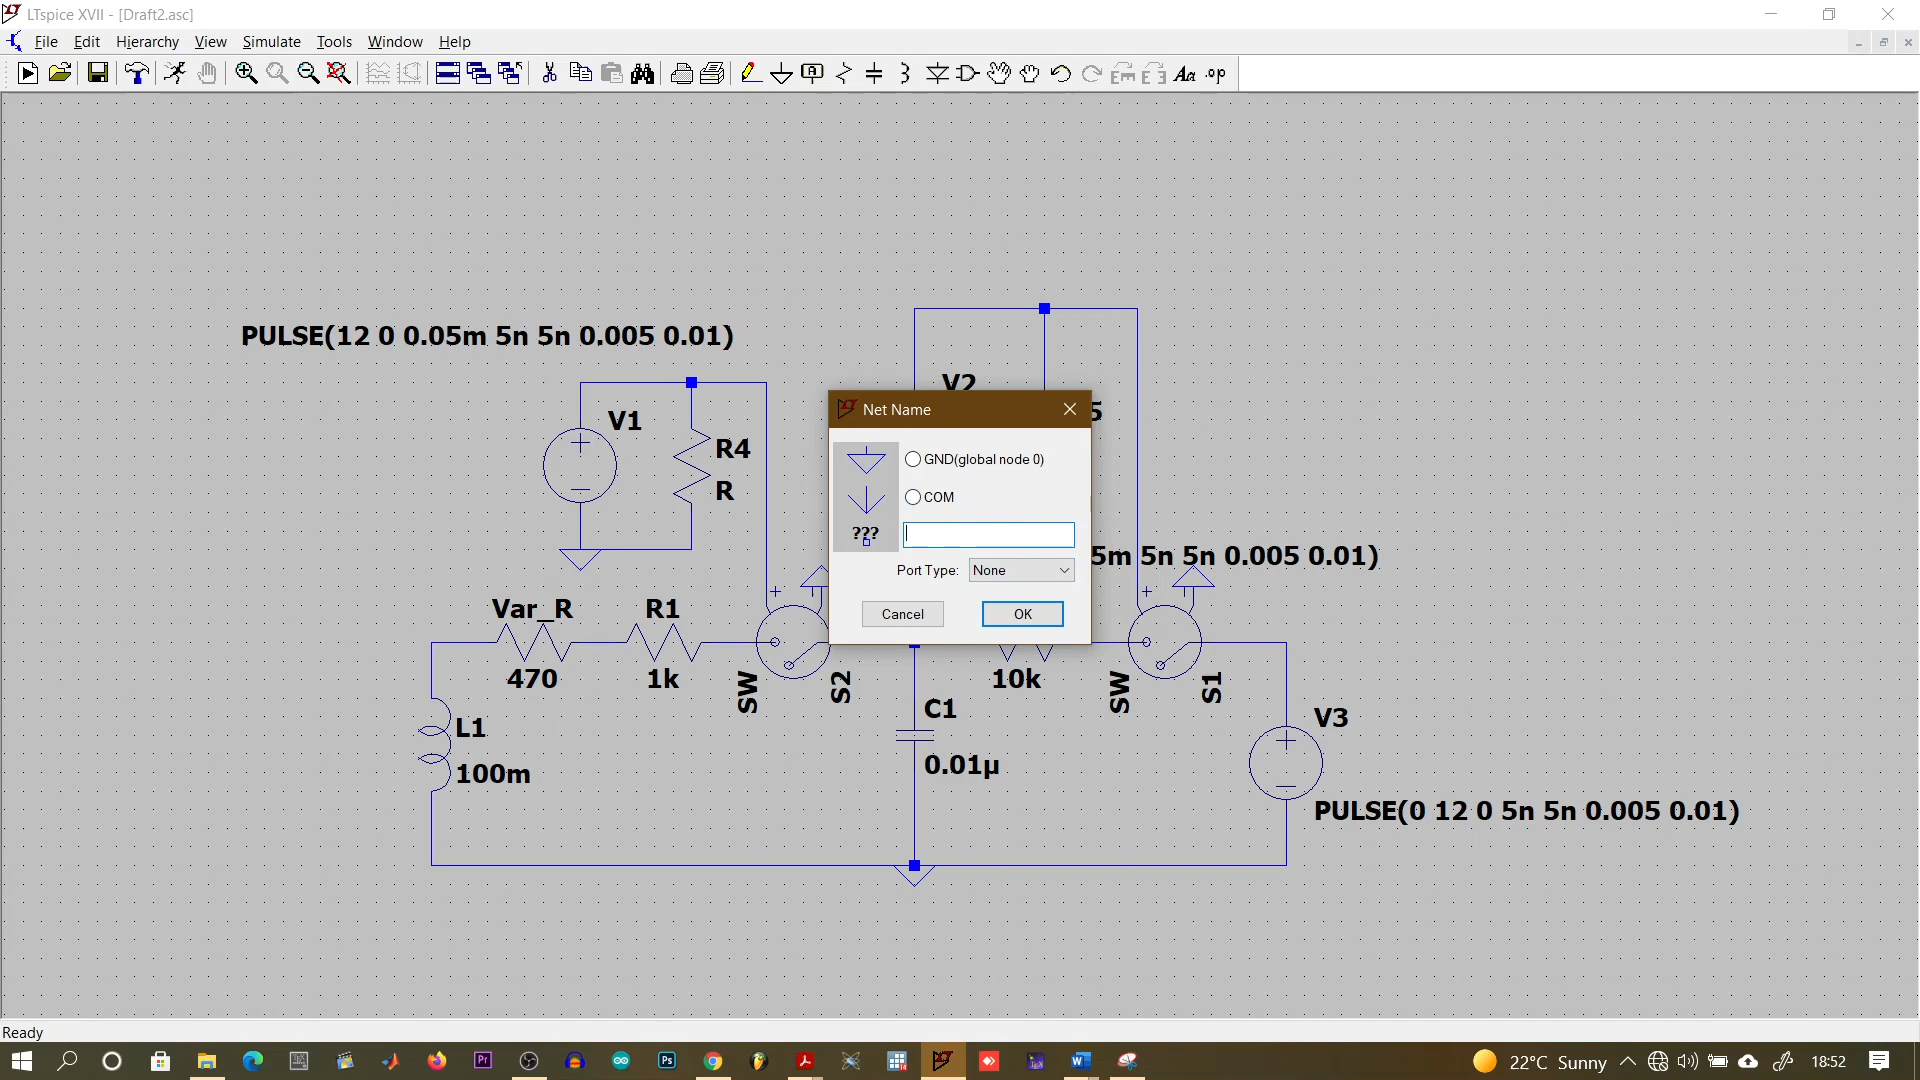 LTspice XVII - [Draft2.asc]
File Edit Hierarchy View Simulate Tools Window Help
Aa .op
PULSE(12 0 0.05m 5n 5n 0.005 0.01)
V2
V1
5
R4
R
Net Name
GND(global node 0)
COM
???
Port Type: None
Cancel OK
5m 5n 5n 0.005 0.01)
Var_R R1
470 1k 10k
SW S2 SW S1
L1
100m
C1
0.01µ
V3
PULSE(0 12 0 5n 5n 0.005 0.01)
Ready
Pr Ps W 22°C Sunny 18:52